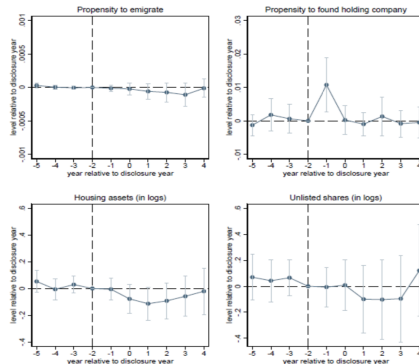 Propensity to emigrate
level relative to disclosure year
.001
.0005
0
-.0005
-.001
-5 -4 -3 -2 -1 0 1 2 3 4
year relative to disclosure year
Propensity to found holding company
level relative to disclosure year
.03
.02
.01
0
-.01
-5 -4 -3 -2 -1 0 1 2 3 4
year relative to disclosure year
Housing assets (in logs)
level relative to disclosure year
.6
.4
.2
0
-.2
-.4
-5 -4 -3 -2 -1 0 1 2 3 4
year relative to disclosure year
Unlisted shares (in logs)
level relative to disclosure year
.6
.4
.2
0
-.2
-.4
-5 -4 -3 -2 -1 0 1 2 3 4
year relative to disclosure year